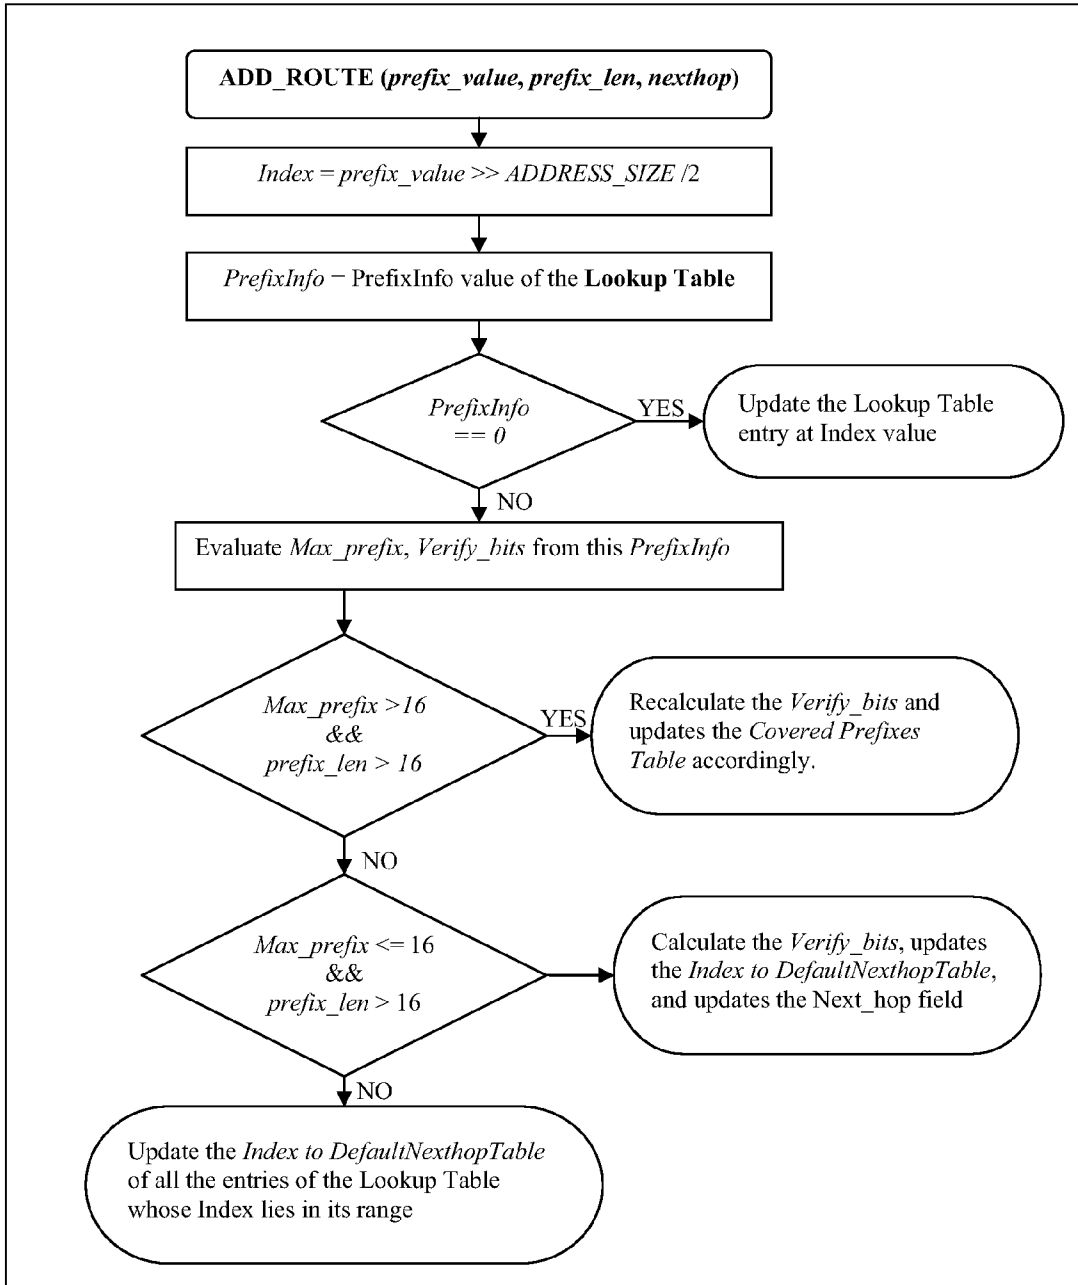 ADD_ROUTE (prefix_value, prefix_len, nexthop)
Index = prefix_value >> ADDRESS_SIZE /2
PrefixInfo = PrefixInfo value of the Lookup Table
PrefixInfo
== 0
YES
Update the Lookup Table
entry at Index value
NO
Evaluate Max_prefix, Verify_bits from this PrefixInfo
Max_prefix >16
&&
prefix_len > 16
YES
Recalculate the Verify_bits and
updates the Covered Prefixes
Table accordingly.
NO
Max_prefix <= 16
&&
prefix_len > 16
Calculate the Verify_bits, updates
the Index to DefaultNexthopTable,
and updates the Next_hop field
NO
Update the Index to DefaultNexthopTable
of all the entries of the Lookup Table
whose Index lies in its range